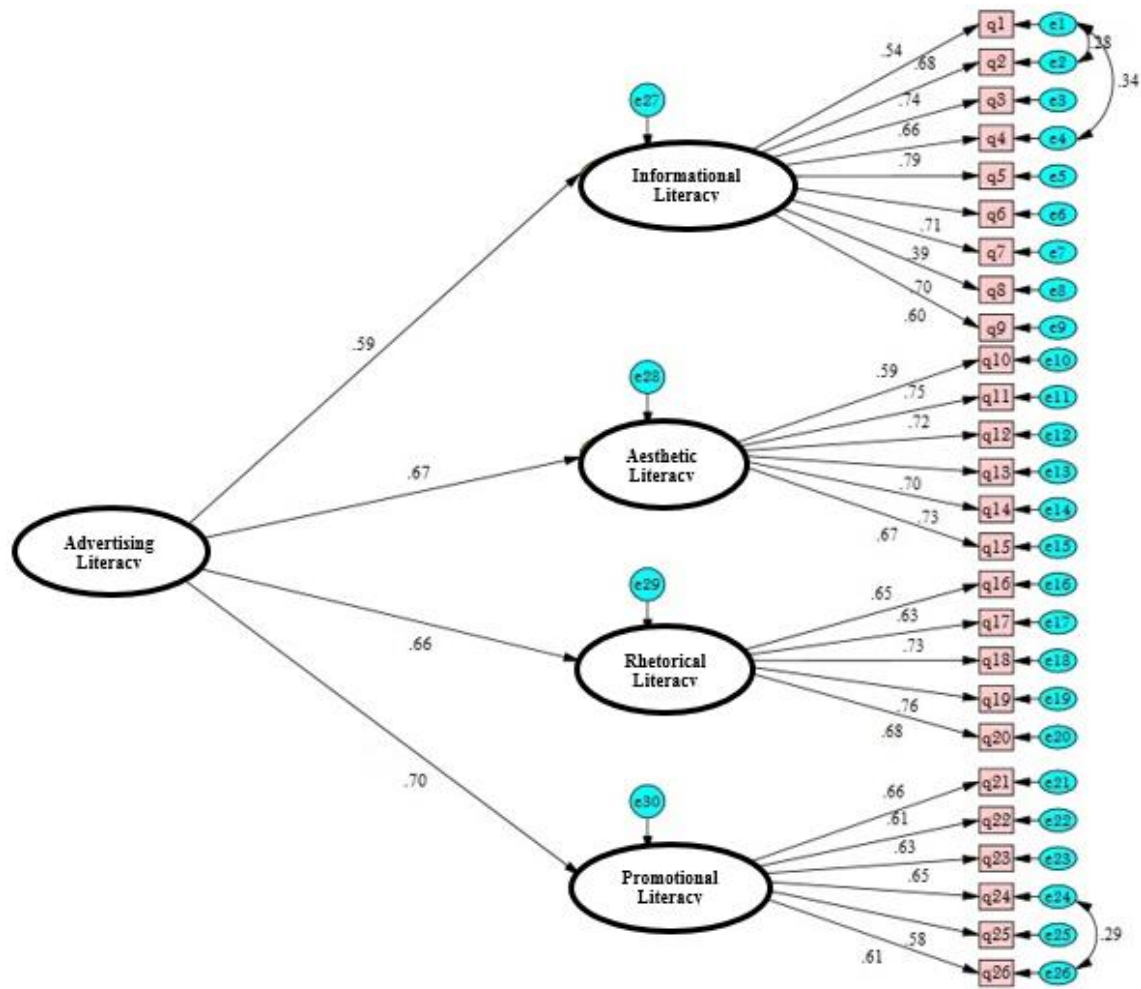 q1 e1
.54 .28
q2 e2
.68 .34
e27 q3 e3
.74
q4 e4
.66
Informational
Literacy
q5 e5
.79
q6 e6
q7 e7
.71
q8 e8
.39
.70
q9 e9
.60
.59
q10 e10
.59
e28
q11 e11
.75
q12 e12
.72
Aesthetic
Literacy
q13 e13
.67
q14 e14
.70
q15 e15
.73
.67
Advertising
Literacy
e29
q16 e16
.65
q17 e17
.63
q18 e18
.73
Rhetorical
Literacy
.66
q19 e19
.76
q20 e20
.68
.70
q21 e21
.66
e30
q22 e22
.61
q23 e23
.63
q24 e24
.65
Promotional
Literacy
q25 e25
.58 .29
q26 e26
.61